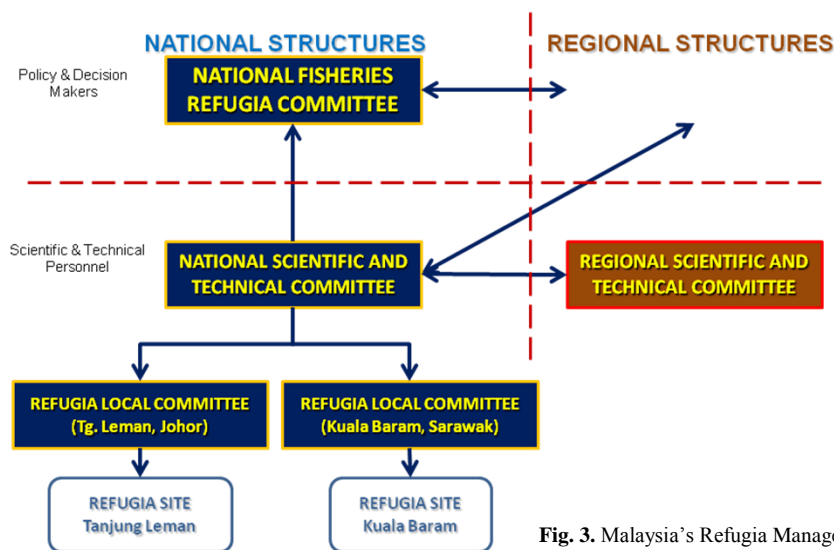 NATIONAL STRUCTURES
REGIONAL STRUCTURES
Policy & Decision
Makers
NATIONAL FISHERIES
REFUGIA COMMITTEE
Scientific & Technical
Personnel
NATIONAL SCIENTIFIC AND
TECHNICAL COMMITTEE
REGIONAL SCIENTIFIC AND
TECHNICAL COMMITTEE
REFUGIA LOCAL COMMITTEE
(Tg. Leman, Johor)
REFUGIA LOCAL COMMITTEE
(Kuala Baram, Sarawak)
REFUGIA SITE
Tanjung Leman
REFUGIA SITE
Kuala Baram
Fig. 3. Malaysia's Refugia Manag